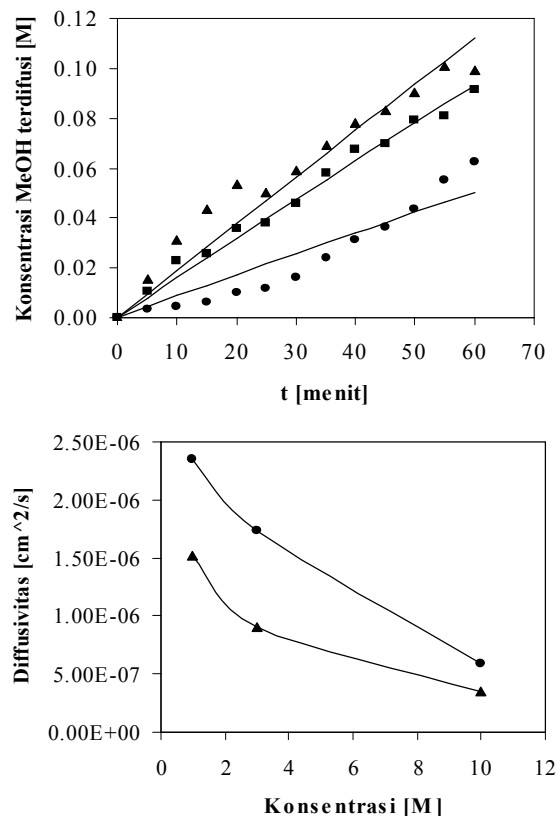 Konsentrasi MeOH terdifusi [M]
0.12
0.10
0.08
0.06
0.04
0.02
0.00
0 10 20 30 40 50 60 70
t [menit]
Diffusivitas [cm^2/s]
2.50E-06
2.00E-06
1.50E-06
1.00E-06
5.00E-07
0.00E+00
0 2 4 6 8 10 12
Konsentrasi [M]